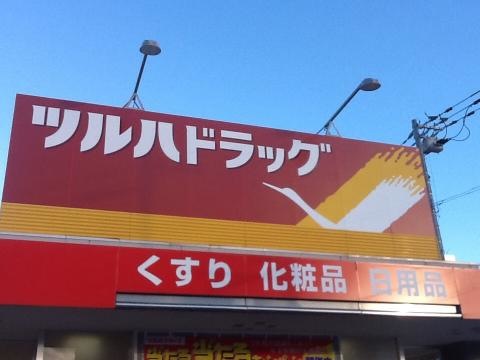 ツルハドラッグ
くすり 化粧品 日用品